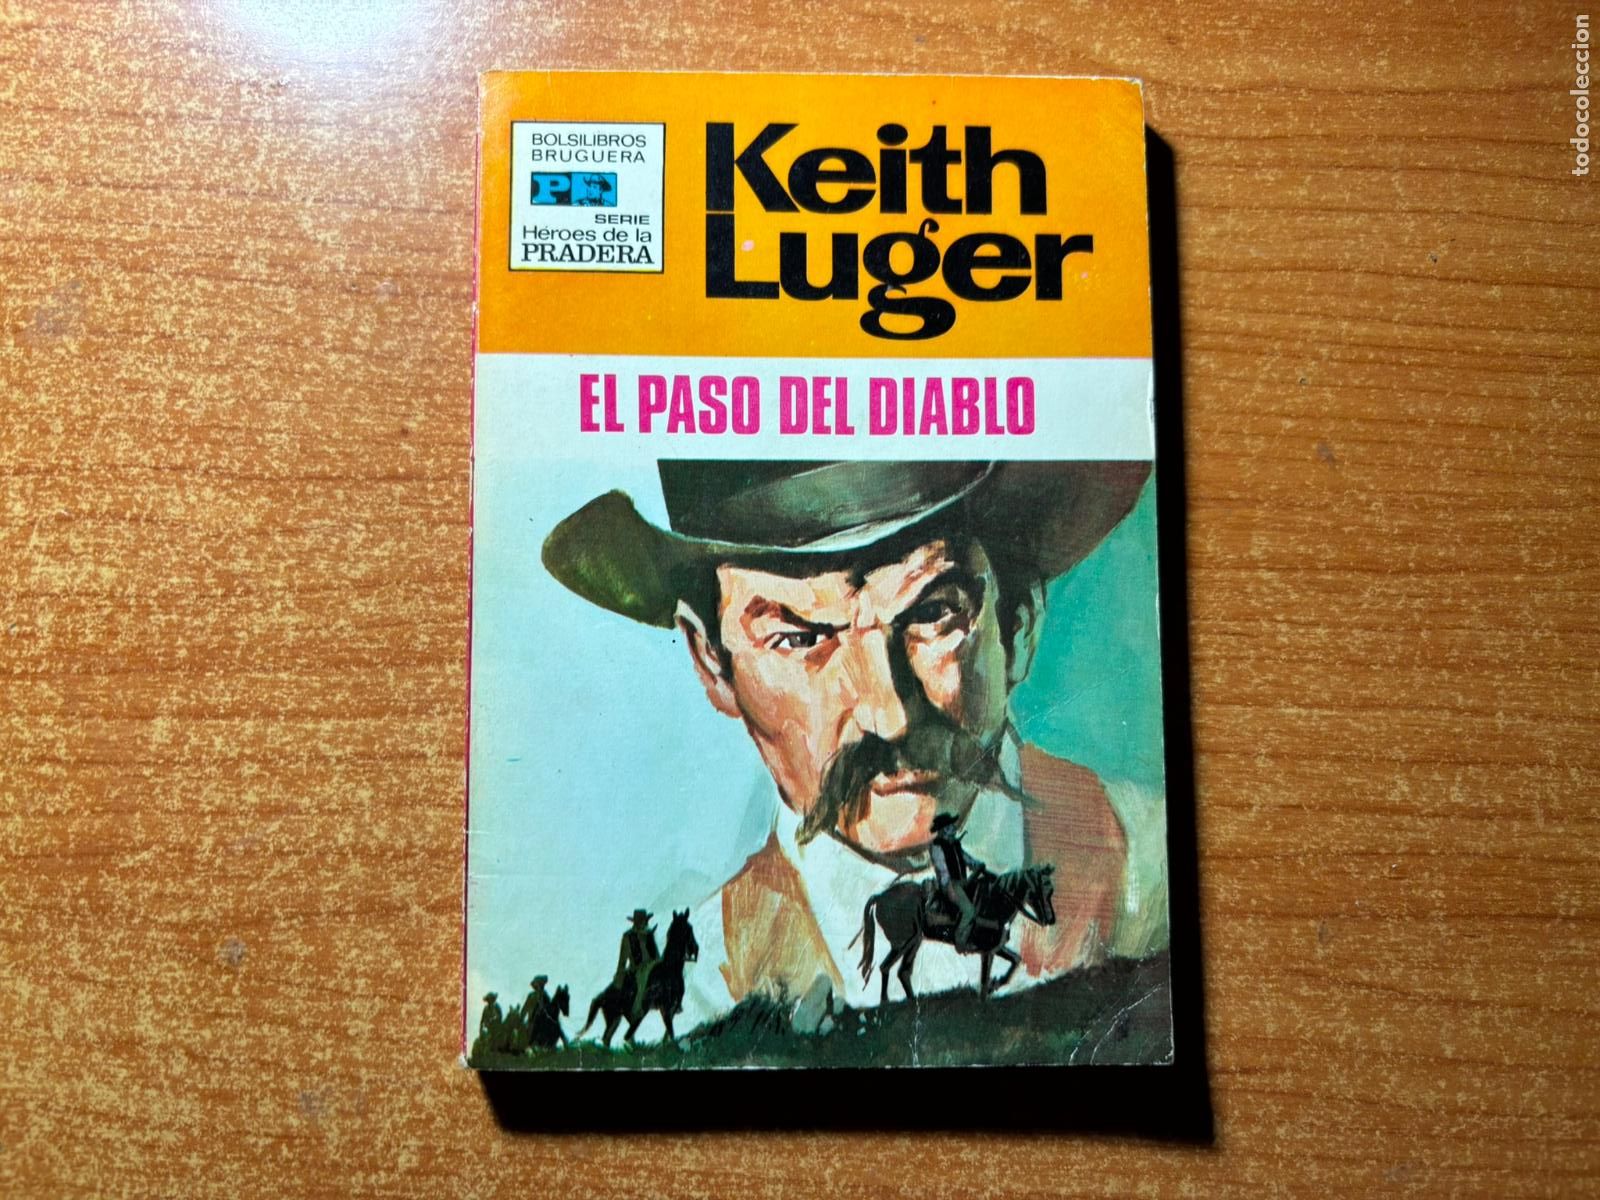 BOLSILIBROS
BRUGUERA
P
SERIE
Héroes de la
PRADERA
Keith
Luger
EL PASO DEL DIABLO
todocoleccion